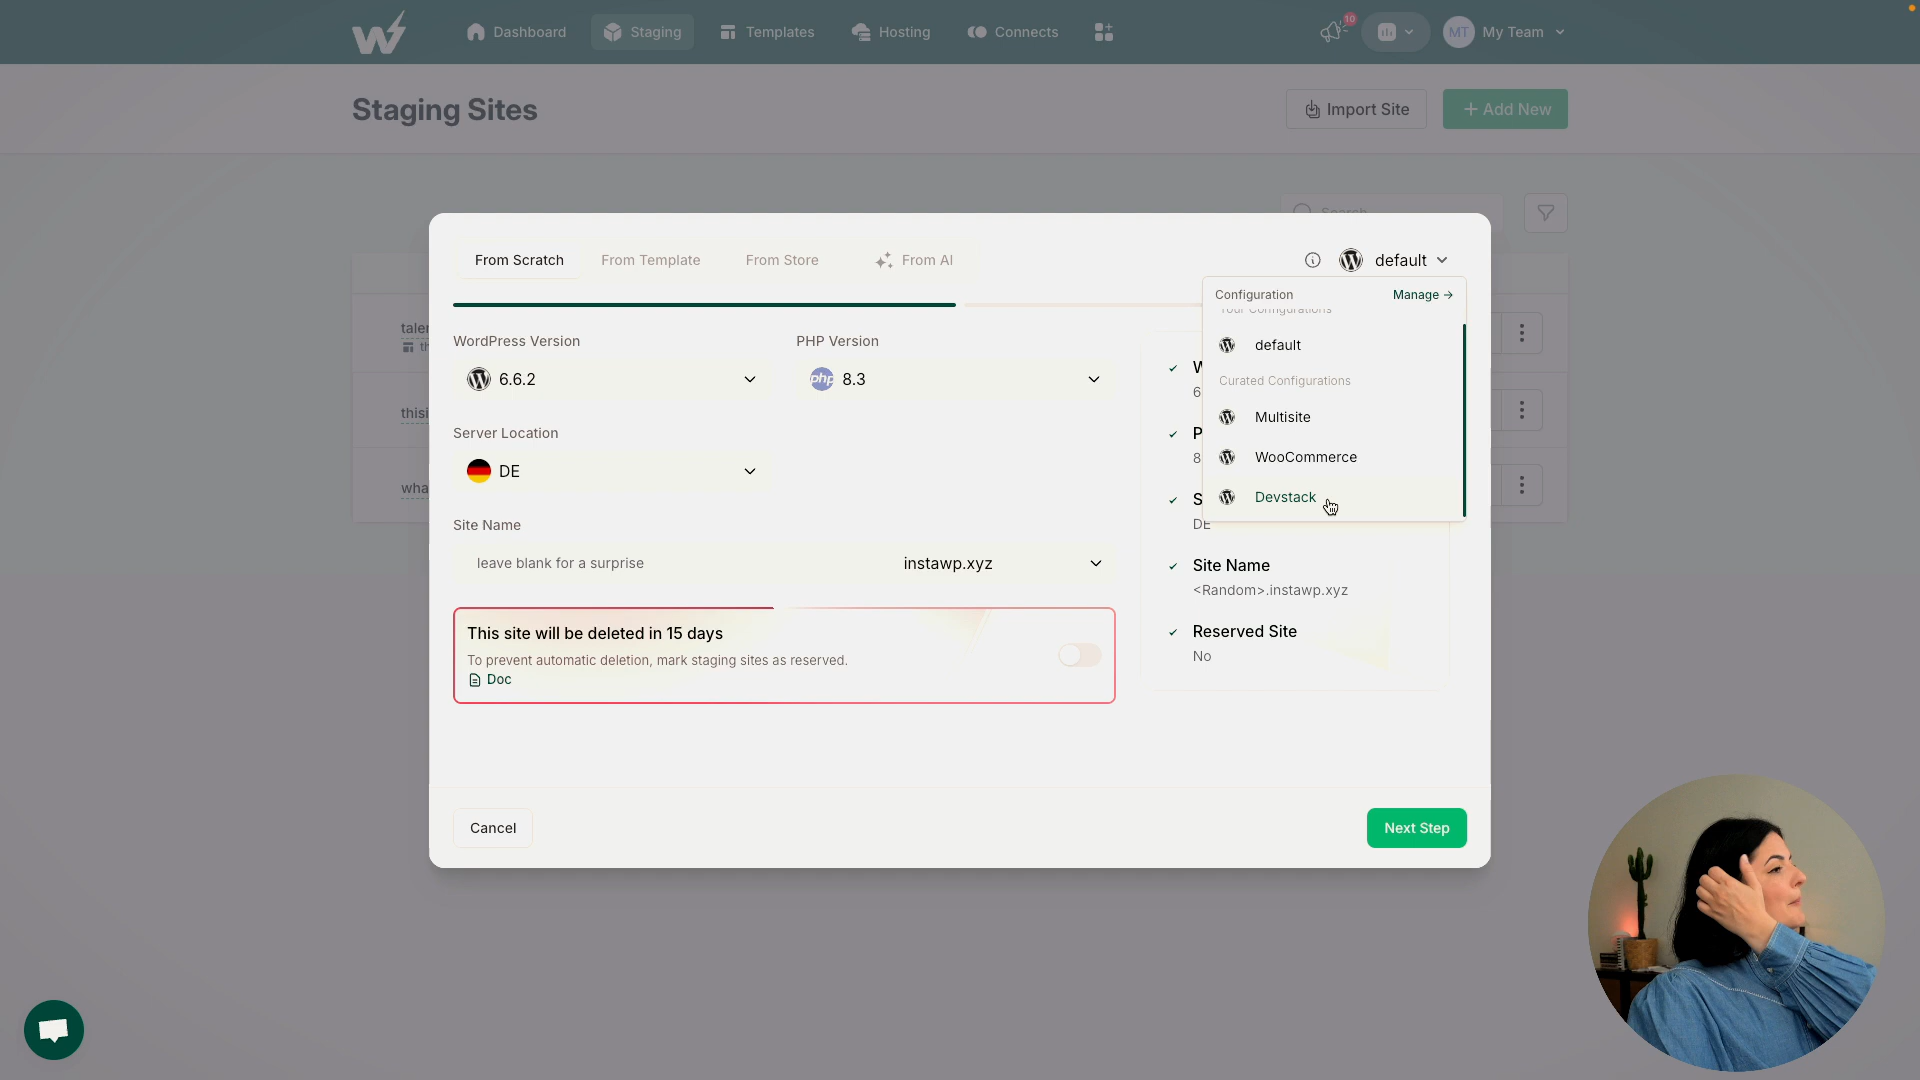 Dashboard
Staging
Templates
Hosting
Connects
10
MT
My Team
Staging Sites
Import Site
+ Add New
Search
From Scratch
From Template
From Store
From AI
default
Configuration
Manage →
Your Configurations
default
Curated Configurations
Multisite
WooCommerce
Devstack
WordPress Version
6.6.2
PHP Version
php
8.3
Server Location
DE
Site Name
leave blank for a surprise
instawp.xyz
This site will be deleted in 15 days
To prevent automatic deletion, mark staging sites as reserved.
Doc
DE
Site Name
<Random>.instawp.xyz
Reserved Site
No
Cancel
Next Step